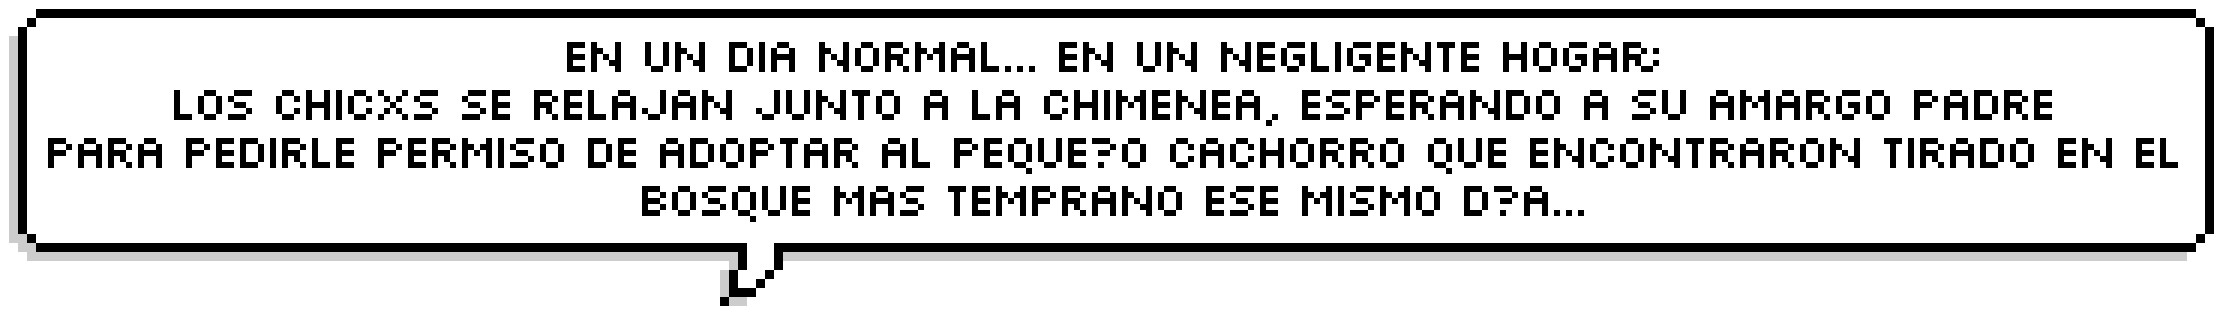 EN UN DIA NORMAL... EN UN NEGLIGENTE HOGAR;
LOS CHICXS SE RELAJAN JUNTO A LA CHIMENEA, ESPERANDO A SU AMARGO PADRE
PARA PEDIRLE PERMISO DE ADOPTAR AL PEQUE?O CACHORRO QUE ENCONTRARON TIRADO EN EL
BOSQUE MAS TEMPRANO ESE MISMO D?A...